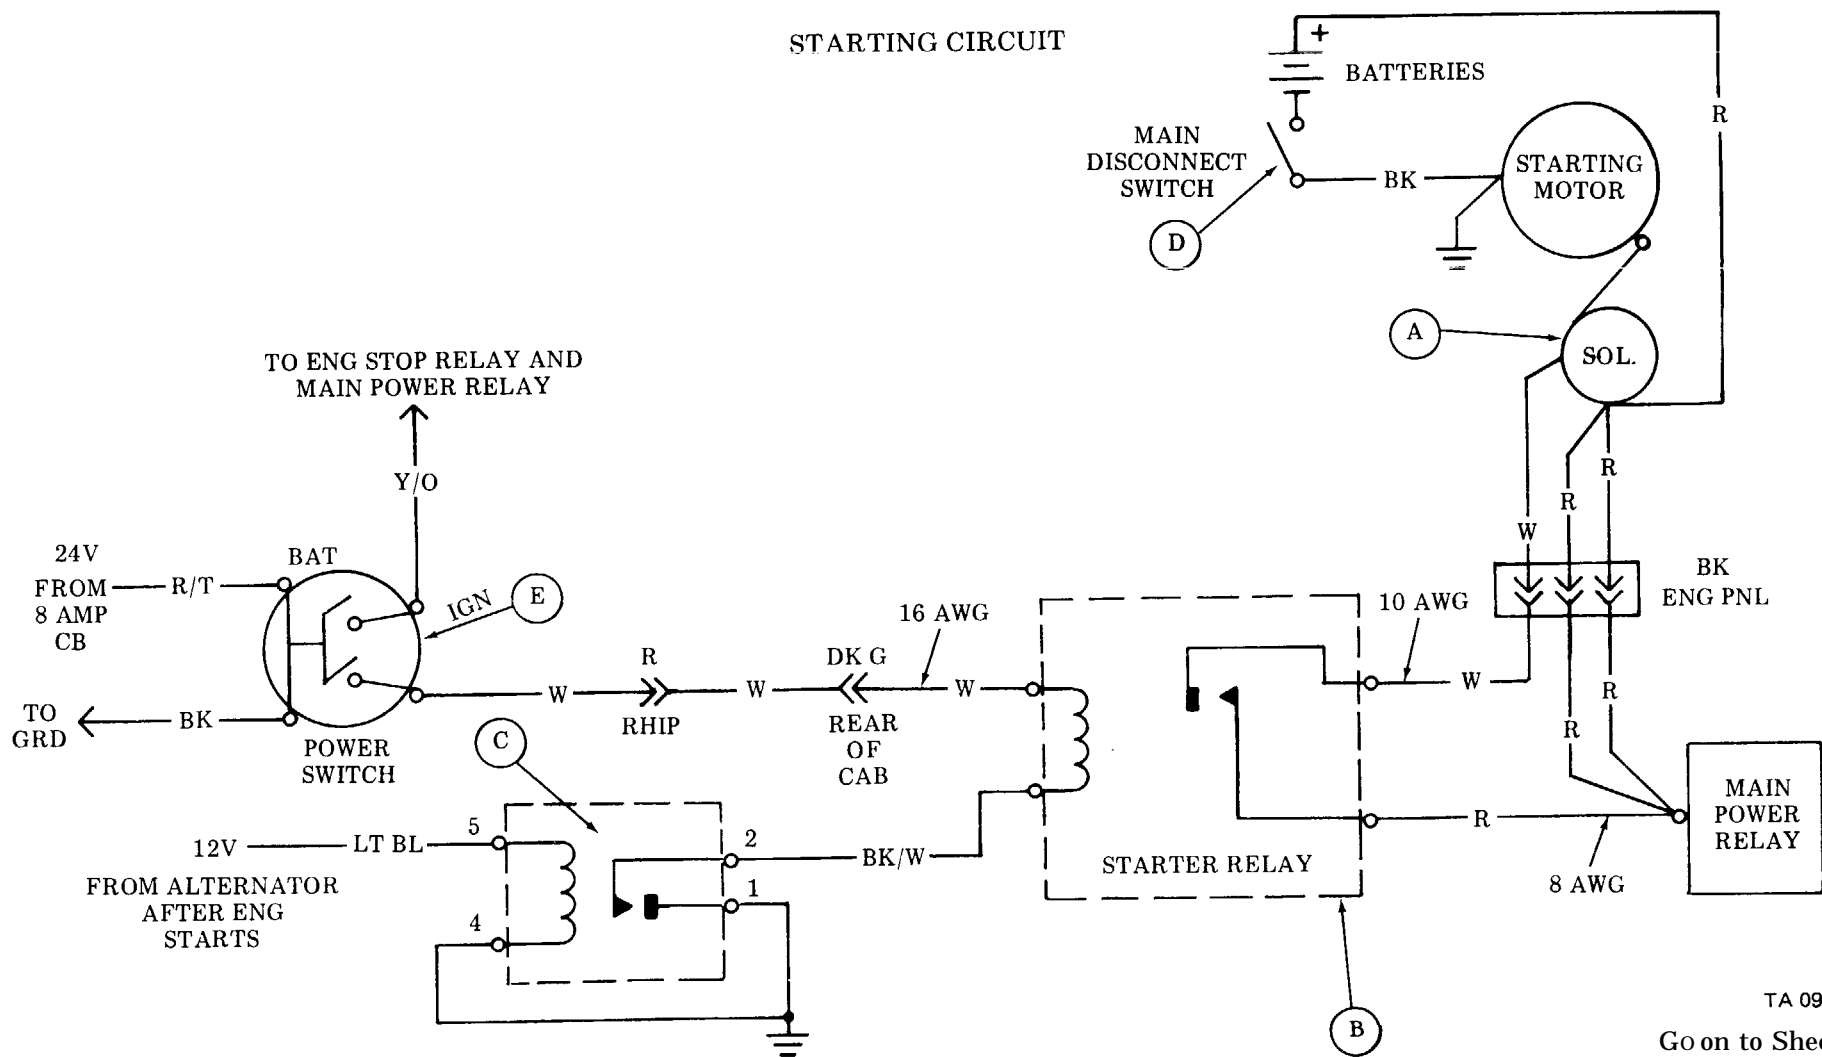 STARTING CIRCUIT
+
BATTERIES
R
MAIN
DISCONNECT
SWITCH
BK
STARTING
MOTOR
D
A
SOL.
TO ENG STOP RELAY AND
MAIN POWER RELAY
Y/O
R
R
W
24V
FROM
8 AMP
CB
R/T
BAT
IGN
E
BK
ENG PNL
16 AWG
10 AWG
R
DK G
W
W
W
W
R
RHIP
REAR
OF
CAB
TO
GRD
BK
POWER
SWITCH
C
R
MAIN
POWER
RELAY
R
8 AWG
5
2
12V
LT BL
BK/W
STARTER RELAY
FROM ALTERNATOR
AFTER ENG
STARTS
1
4
B
TA 09
Go on to Shee